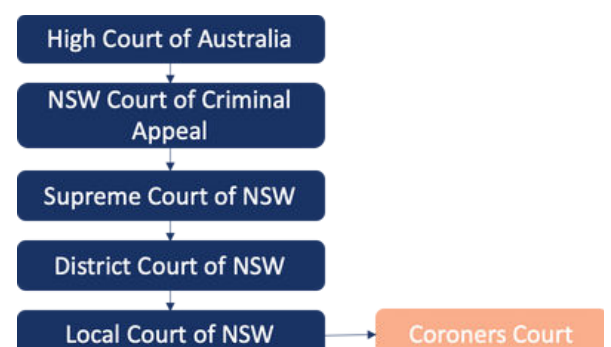 High Court of Australia
NSW Court of Criminal
Appeal
Supreme Court of NSW
District Court of NSW
Local Court of NSW
Coroners Court